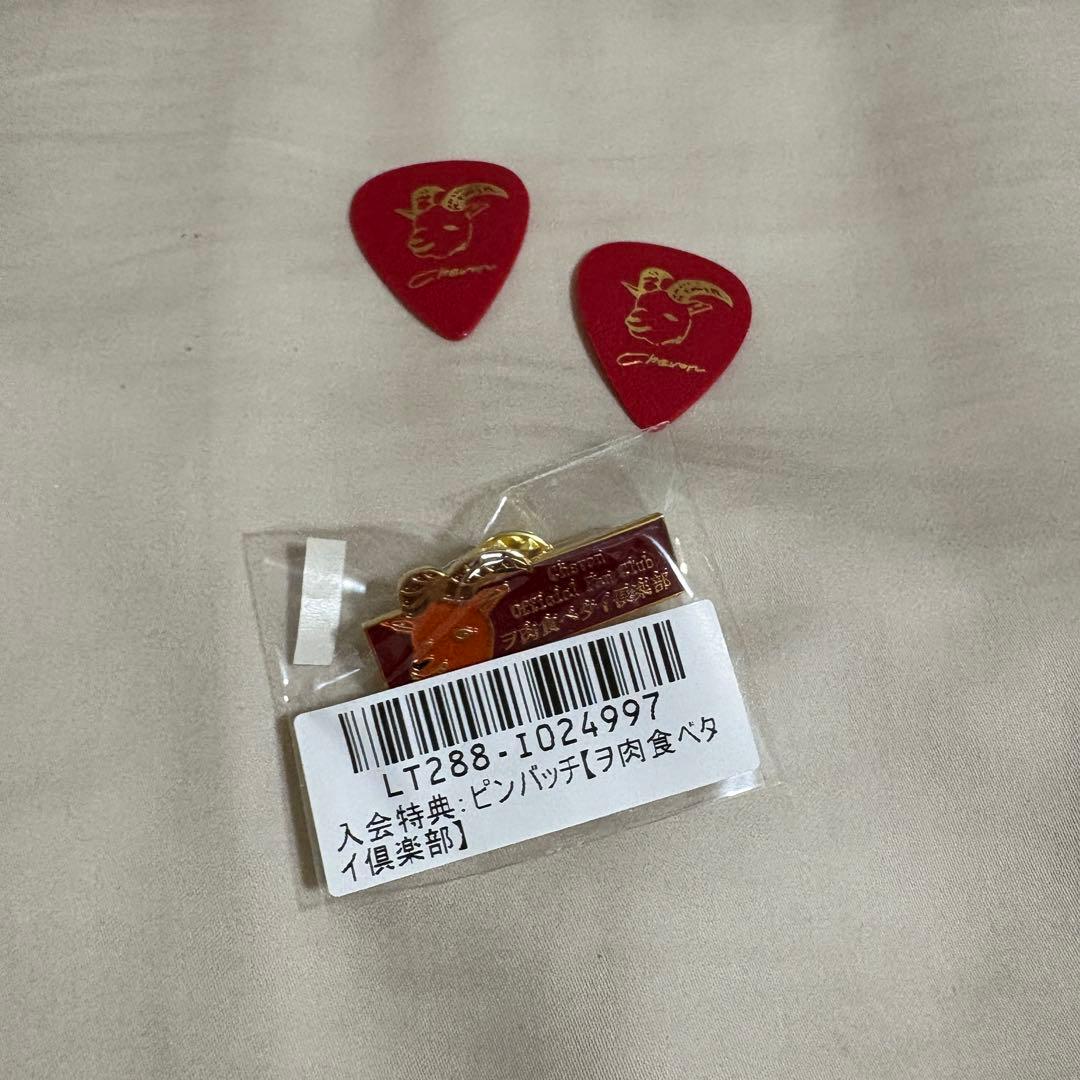 Chevon
Chevon
Chevon
Official Fan Club
ヲ肉食ベタイ倶楽部
LT288-I024997
入会特典:ピンバッチ【ヲ肉食ベタ
イ倶楽部】